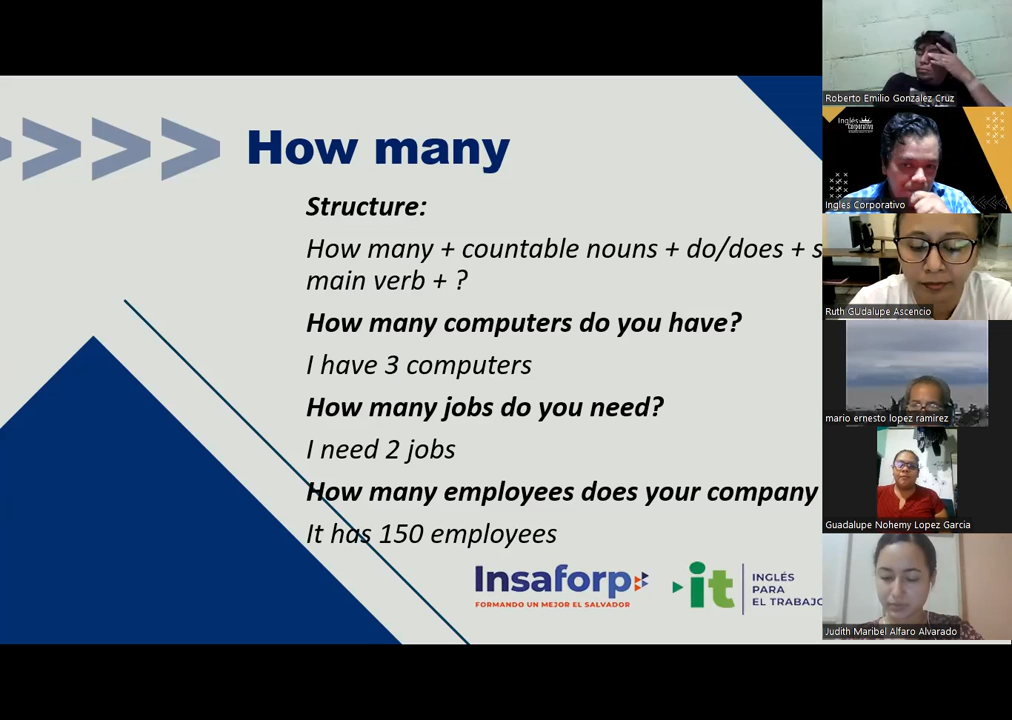 How many
Structure:
How many + countable nouns + do/does + s
main verb + ?
How many computers do you have?
I have 3 computers
How many jobs do you need?
I need 2 jobs
How many employees does your company
It has 150 employees
Insaforp
FORMANDO UN MEJOR EL SALVADOR
it
INGLÉS
PARA
EL TRABAJO
Roberto Emilio Gonzalez Cruz
Inglés
Corporativo
Ingles Corporativo
Ruth GUdalupe Ascencio
mario ernesto lopez ramirez
Guadalupe Nohemy Lopez Garcia
Judith Maribel Alfaro Alvarado